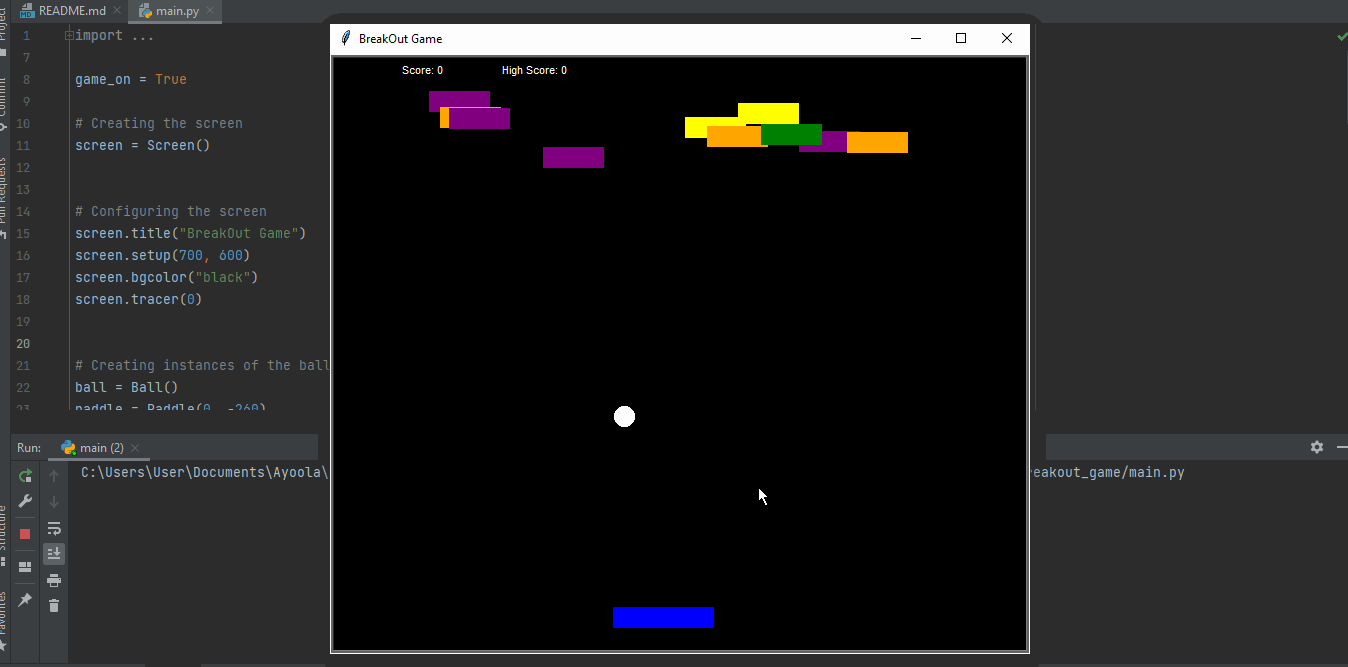 README.md
main.py
Project
Commit
Pull Requests
1 import ...
7
8 game_on = True
9
10 # Creating the screen
11 screen = Screen()
12
13
14 # Configuring the screen
15 screen.title("BreakOut Game")
16 screen.setup(700, 600)
17 screen.bgcolor("black")
18 screen.tracer(0)
19
20
21 # Creating instances of the ball
22 ball = Ball()
23 paddle = Paddle(0, -260)
BreakOut Game
Score: 0
High Score: 0
Run: main (2)
C:\Users\User\Documents\Ayoola\
reakout_game/main.py
Structure
Favorites